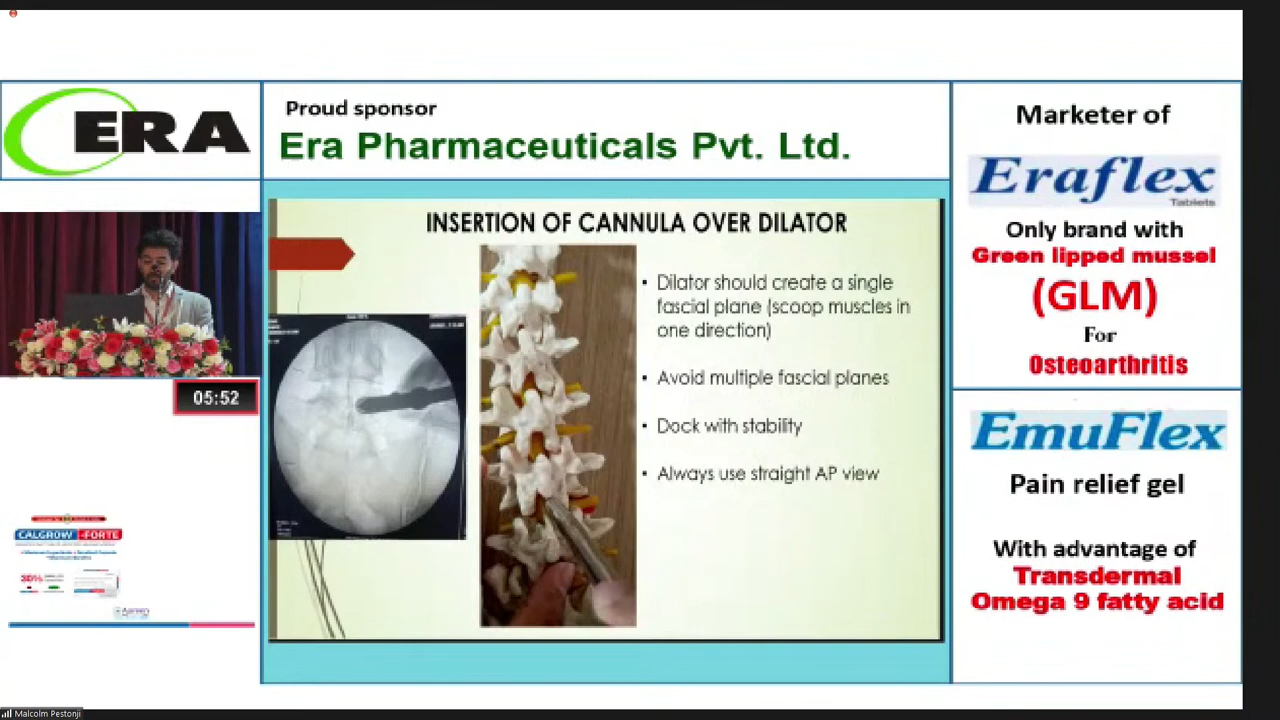 ERA
Proud sponsor
Era Pharmaceuticals Pvt. Ltd.
INSERTION OF CANNULA OVER DILATOR
• Dilator should create a single
fascial plane (scoop muscles in
one direction)
• Avoid multiple fascial planes
• Dock with stability
• Always use straight AP view
05:52
CALGROW -FORTE
30%
Marketer of
Eraflex
Tablets
Only brand with
Green lipped mussel
(GLM)
For
Osteoarthritis
EmuFlex
Pain relief gel
With advantage of
Transdermal
Omega 9 fatty acid
Malcolm Pestonji